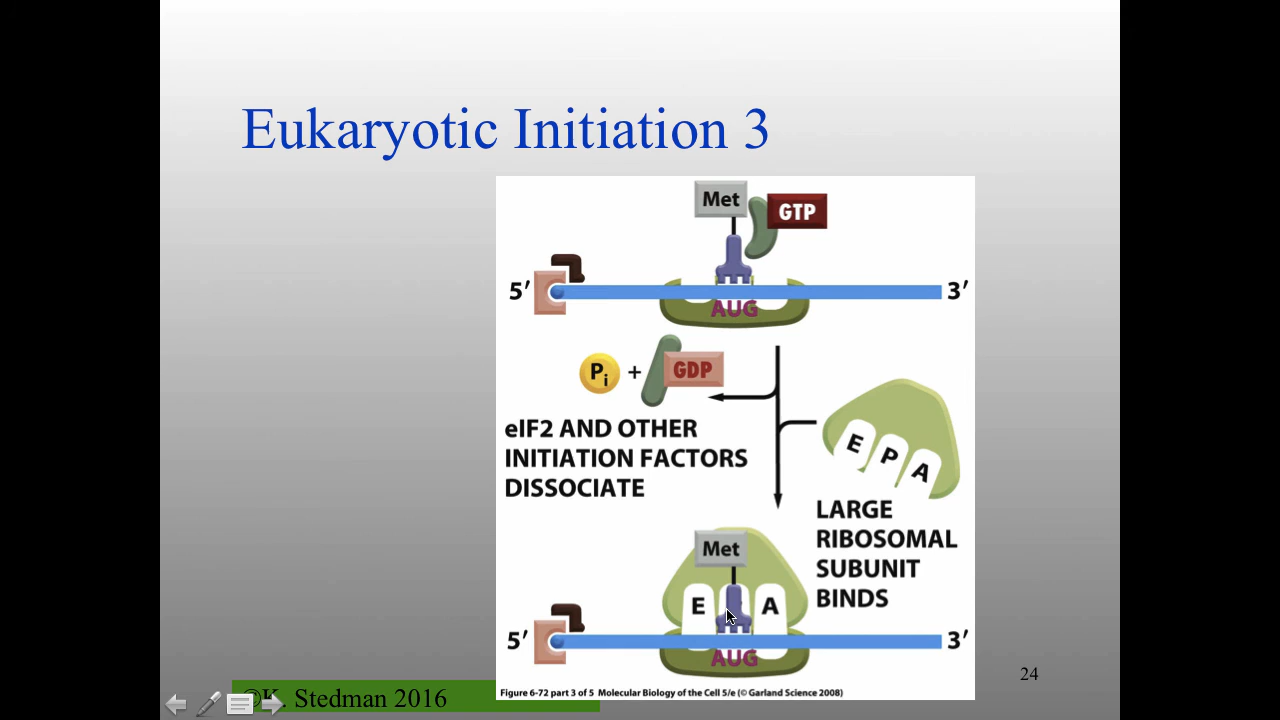 Eukaryotic Initiation 3
Met
GTP
5′ 3′
AUG
Pi + GDP
eIF2 AND OTHER
INITIATION FACTORS
DISSOCIATE
E P A
LARGE
RIBOSOMAL
SUBUNIT
BINDS
Met
E A
5′ 3′
AUG
Figure 6-72 part 3 of 5 Molecular Biology of the Cell 5/e (© Garland Science 2008)
24
©K. Stedman 2016